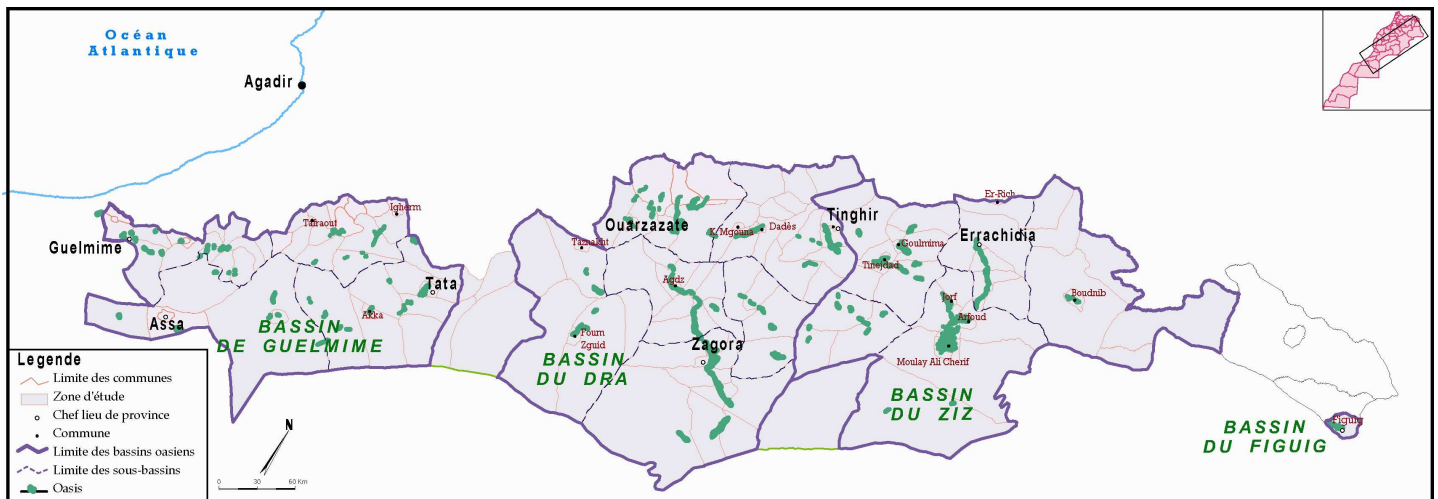 Océan
Atlantique
Agadir
Igherm
Tafraout
Guelmime
Tata
Assa
Akka
BASSIN
DE GUELMIME
Er-Rich
Tinghir
Ouarzazate
K. Mgouna
Dadès
Errachidia
Goulmima
Tinejdad
Taznakht
Agdz
Jorf
Arfoud
Boudnib
Foum
Zguid
Zagora
Moulay Ali Cherif
BASSIN
DU DRA
BASSIN
DU ZIZ
Figuig
BASSIN
DU FIGUIG
Legende
Limite des communes
Zone d'étude
Chef lieu de province
Commune
Limite des bassins oasiens
Limite des sous-bassins
Oasis
N
0 30 60 Km